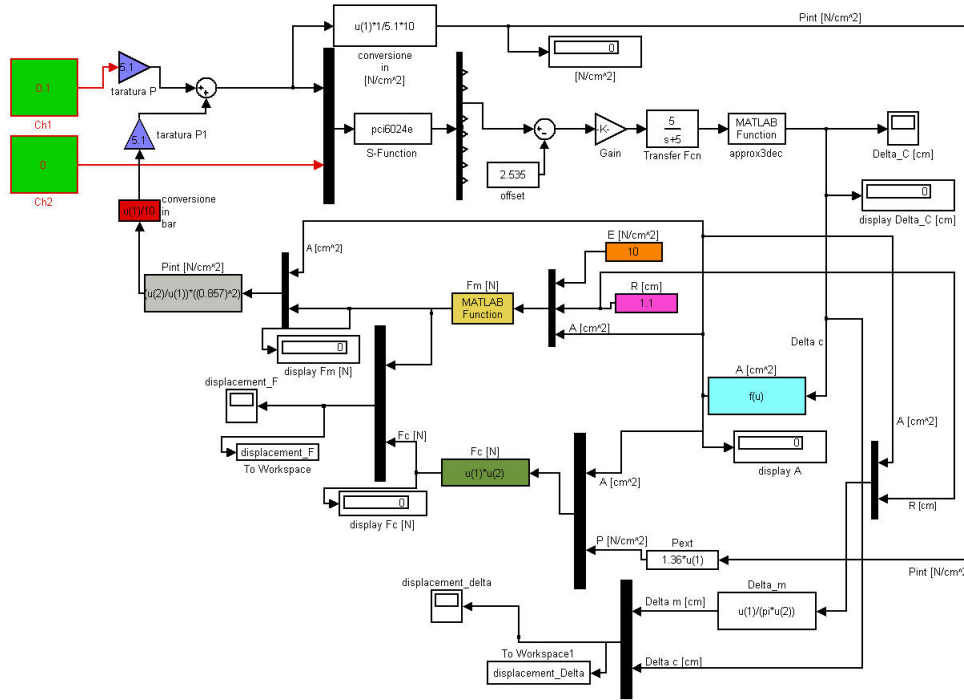 u(1)*1/5.1*10
conversione
in
[N/cm^2]
Pint [N/cm^2]
0
[N/cm^2]
0.1
Ch1
5.1
taratura P
5.1
taratura P1
0
Ch2
pci6024e
S-Function
2.535
offset
-K-
Gain
5
s+5
Transfer Fcn
MATLAB
Function
approx3dec
Delta_C [cm]
0
display Delta_C [cm]
u(1)/10
conversione
in
bar
Pint [N/cm^2]
(u(2)/u(1))*((0.857)^2)
A [cm^2]
Fm [N]
MATLAB
Function
E [N/cm^2]
10
R [cm]
1.1
A [cm^2]
0
display Fm [N]
Delta c
A [cm^2]
f(u)
0
display A
displacement_F
displacement_F
To Workspace
Fc [N]
Fc [N]
u(1)*u(2)
0
display Fc [N]
A [cm^2]
A [cm^2]
R [cm]
P [N/cm^2]
Pext
1.36*u(1)
Pint [N/cm^2]
displacement_delta
Delta m [cm]
Delta_m
u(1)/(pi*u(2))
To Workspace1
displacement_Delta
Delta c [cm]